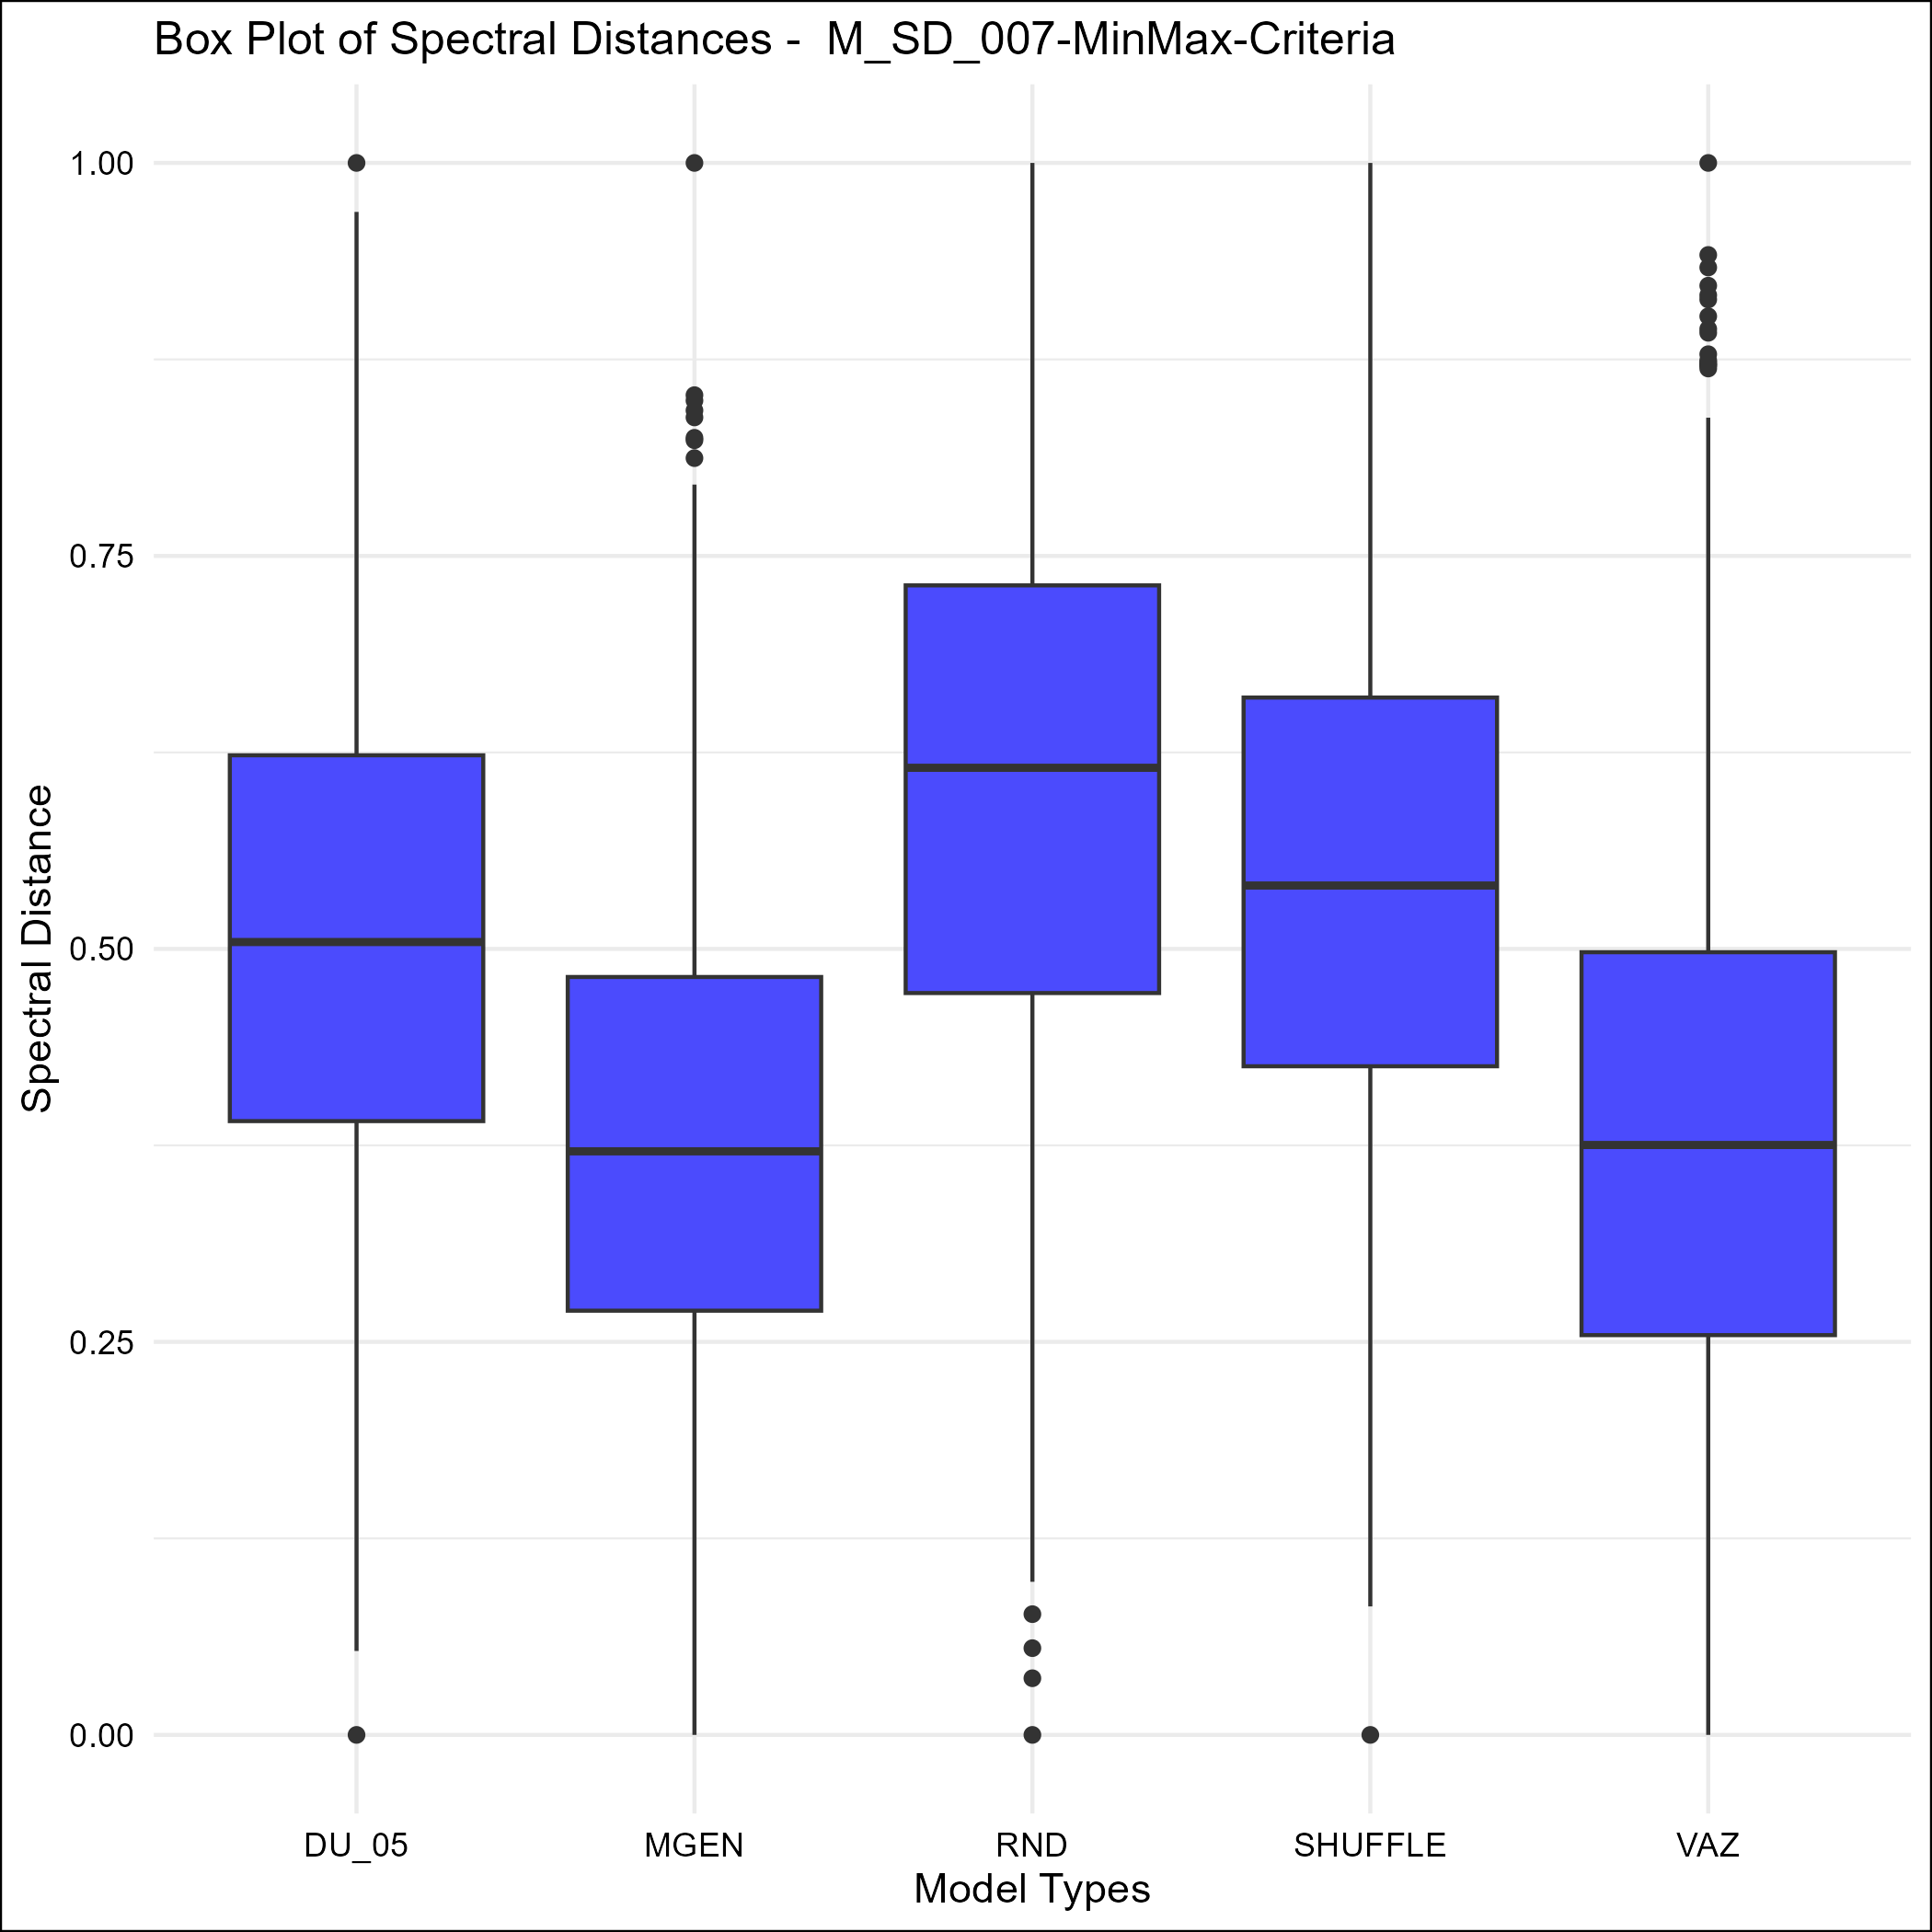 Box Plot of Spectral Distances -  M_SD_007-MinMax-Criteria
1.00
0.75
0.50
0.25
0.00
Spectral Distance
DU_05 MGEN RND SHUFFLE VAZ
Model Types